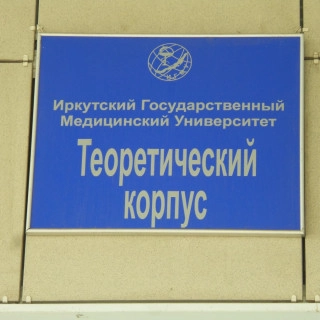 Иркутский Государственный
Медицинский Университет
Теоретический
корпус